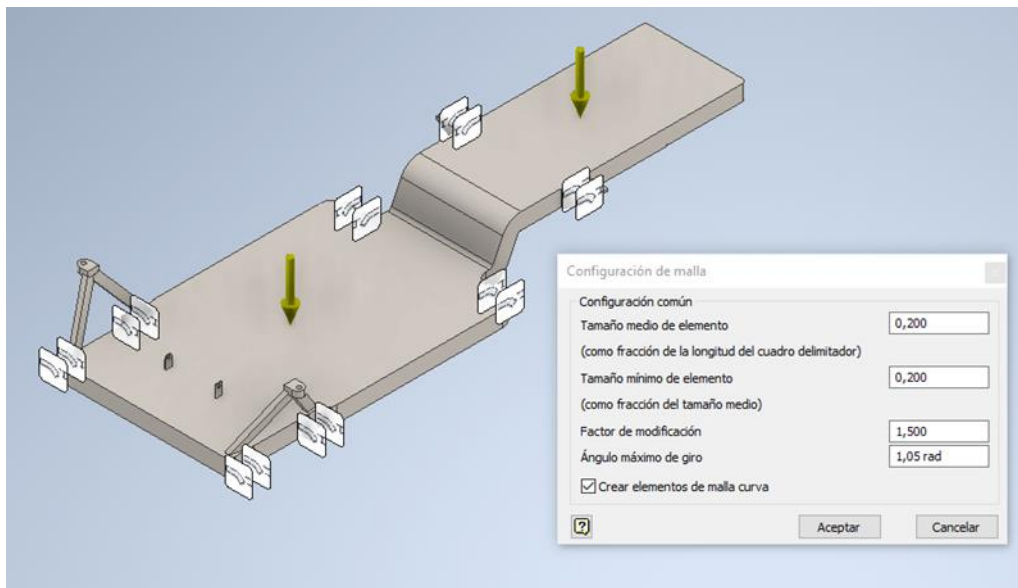 Configuración de malla
Configuración común
Tamaño medio de elemento 0,200
(como fracción de la longitud del cuadro delimitador)
Tamaño mínimo de elemento 0,200
(como fracción del tamaño medio)
Factor de modificación 1,500
Ángulo máximo de giro 1,05 rad
Crear elementos de malla curva
? Aceptar Cancelar